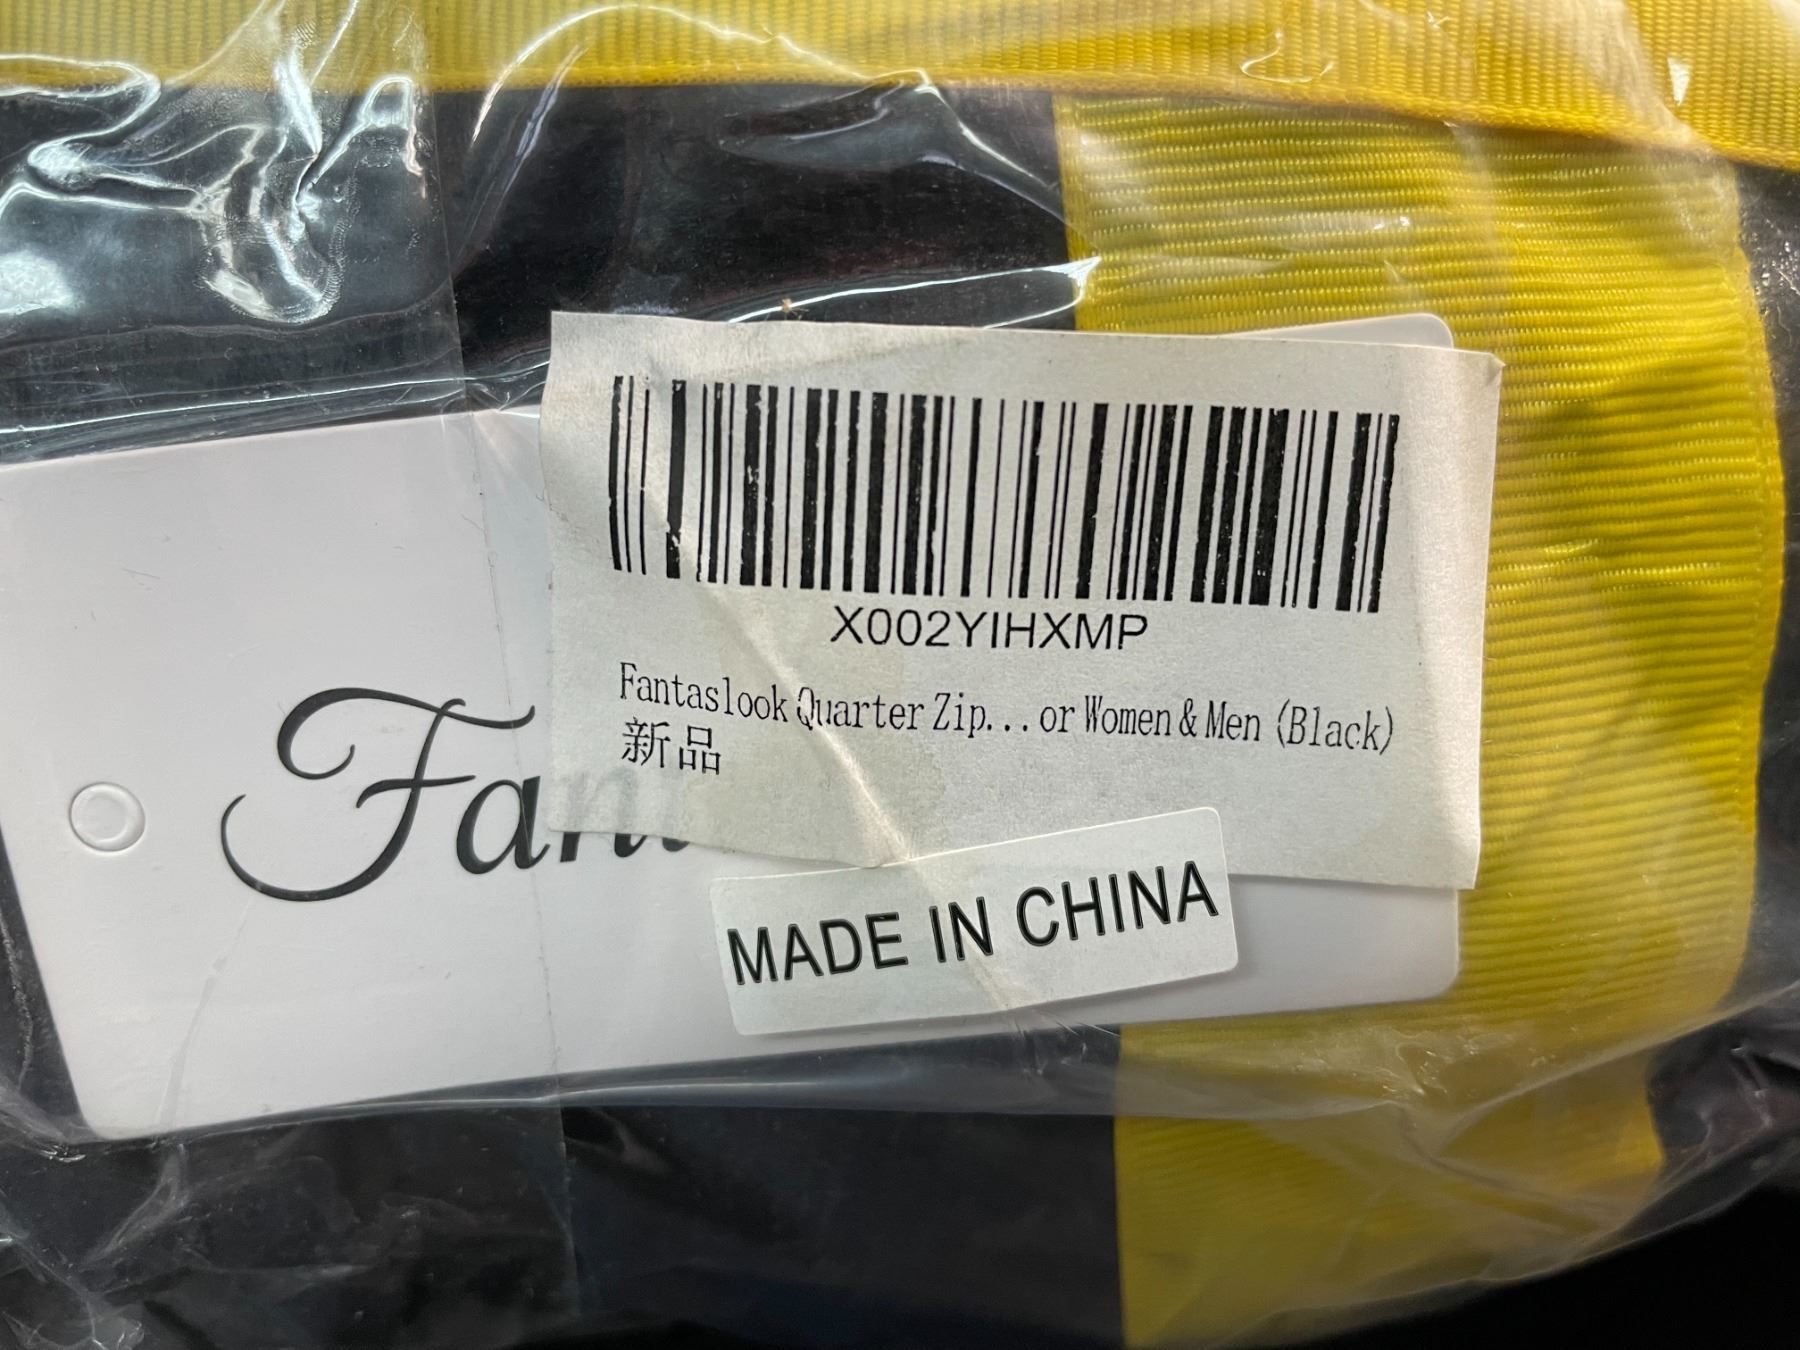 X002YIHXMP
Fantaslook Quarter Zip...or Women & Men (Black)
新品
Fan
MADE IN CHINA